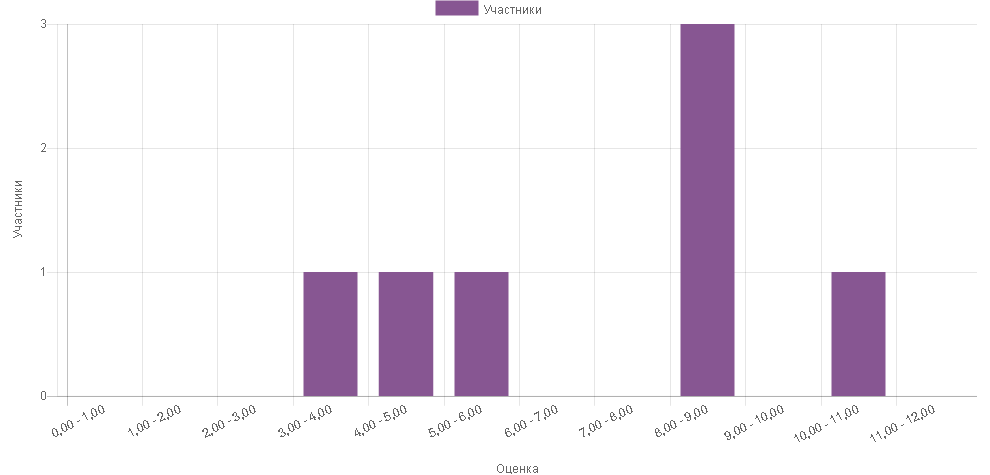 Участники
3
2
1
0
Участники
0,00 - 1,00
1,00 - 2,00
2,00 - 3,00
3,00 - 4,00
4,00 - 5,00
5,00 - 6,00
6,00 - 7,00
7,00 - 8,00
8,00 - 9,00
9,00 - 10,00
10,00 - 11,00
11,00 - 12,00
Оценка